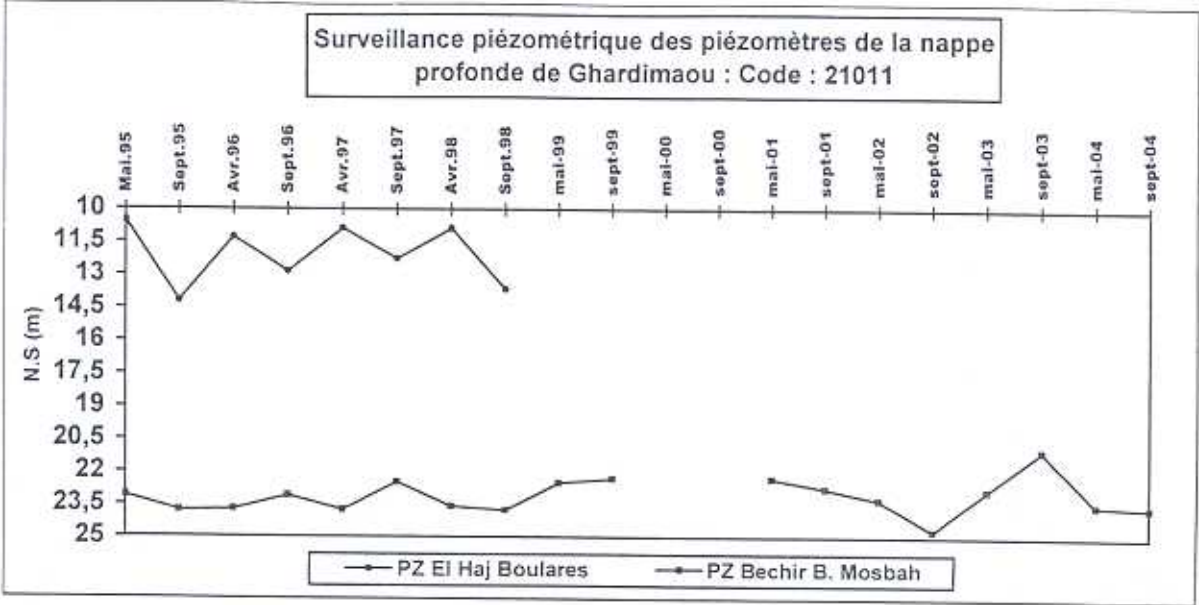 Surveillance piézométrique des piézomètres de la nappe
profonde de Ghardimaou : Code : 21011
Mai.95
Sept.95
Avr.96
Sept.96
Avr.97
Sept.97
Avr.98
Sept.98
mai-99
sept-99
mai-00
sept-00
mai-01
sept-01
mai-02
sept-02
mai-03
sept-03
mai-04
sept-04
N.S (m)
10
11,5
13
14,5
16
17,5
19
20,5
22
23,5
25
PZ El Haj Boulares
PZ Bechir B. Mosbah